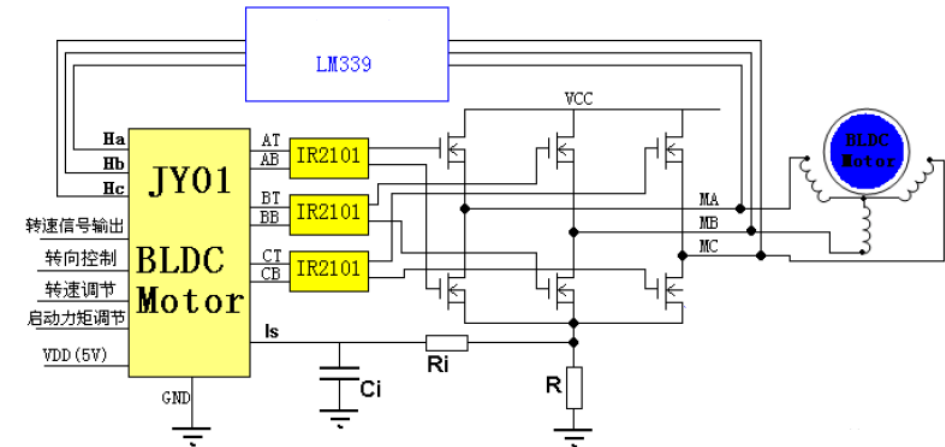 LM339
VCC
Ha
Hb
Hc
JY01
BLDC
Motor
AT
AB
BT
BB
CT
CB
IR2101
IR2101
IR2101
BLDC
Motor
MA
MB
MC
转速信号输出
转向控制
转速调节
启动力矩调节
VDD(5V)
GND
Is
Ri
Ci
R